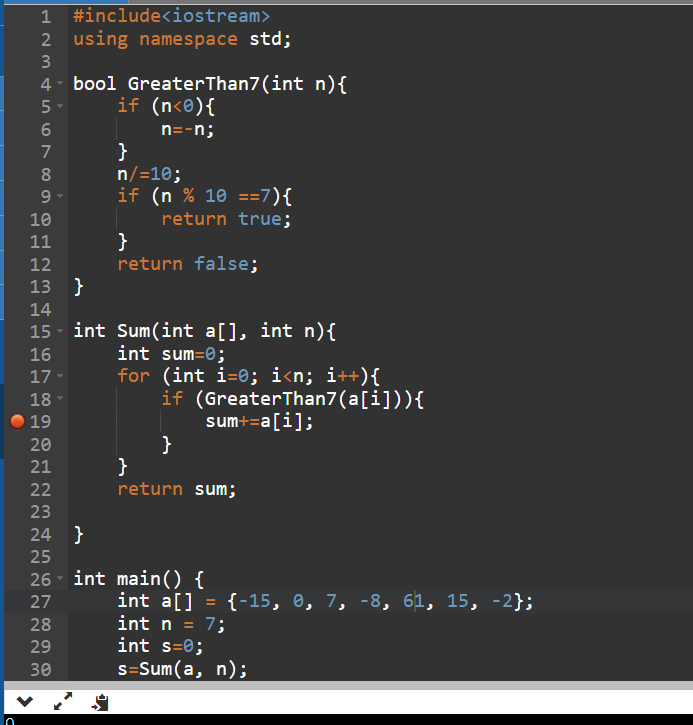 1 #include<iostream>
2 using namespace std;
3
4 bool GreaterThan7(int n){
5 if (n<0){
6 n=-n;
7 }
8 n/=10;
9 if (n % 10 ==7){
10 return true;
11 }
12 return false;
13 }
14
15 int Sum(int a[], int n){
16 int sum=0;
17 for (int i=0; i<n; i++){
18 if (GreaterThan7(a[i])){
19 sum+=a[i];
20 }
21 }
22 return sum;
23
24 }
25
26 int main() {
27 int a[] = {-15, 0, 7, -8, 61, 15, -2};
28 int n = 7;
29 int s=0;
30 s=Sum(a, n);